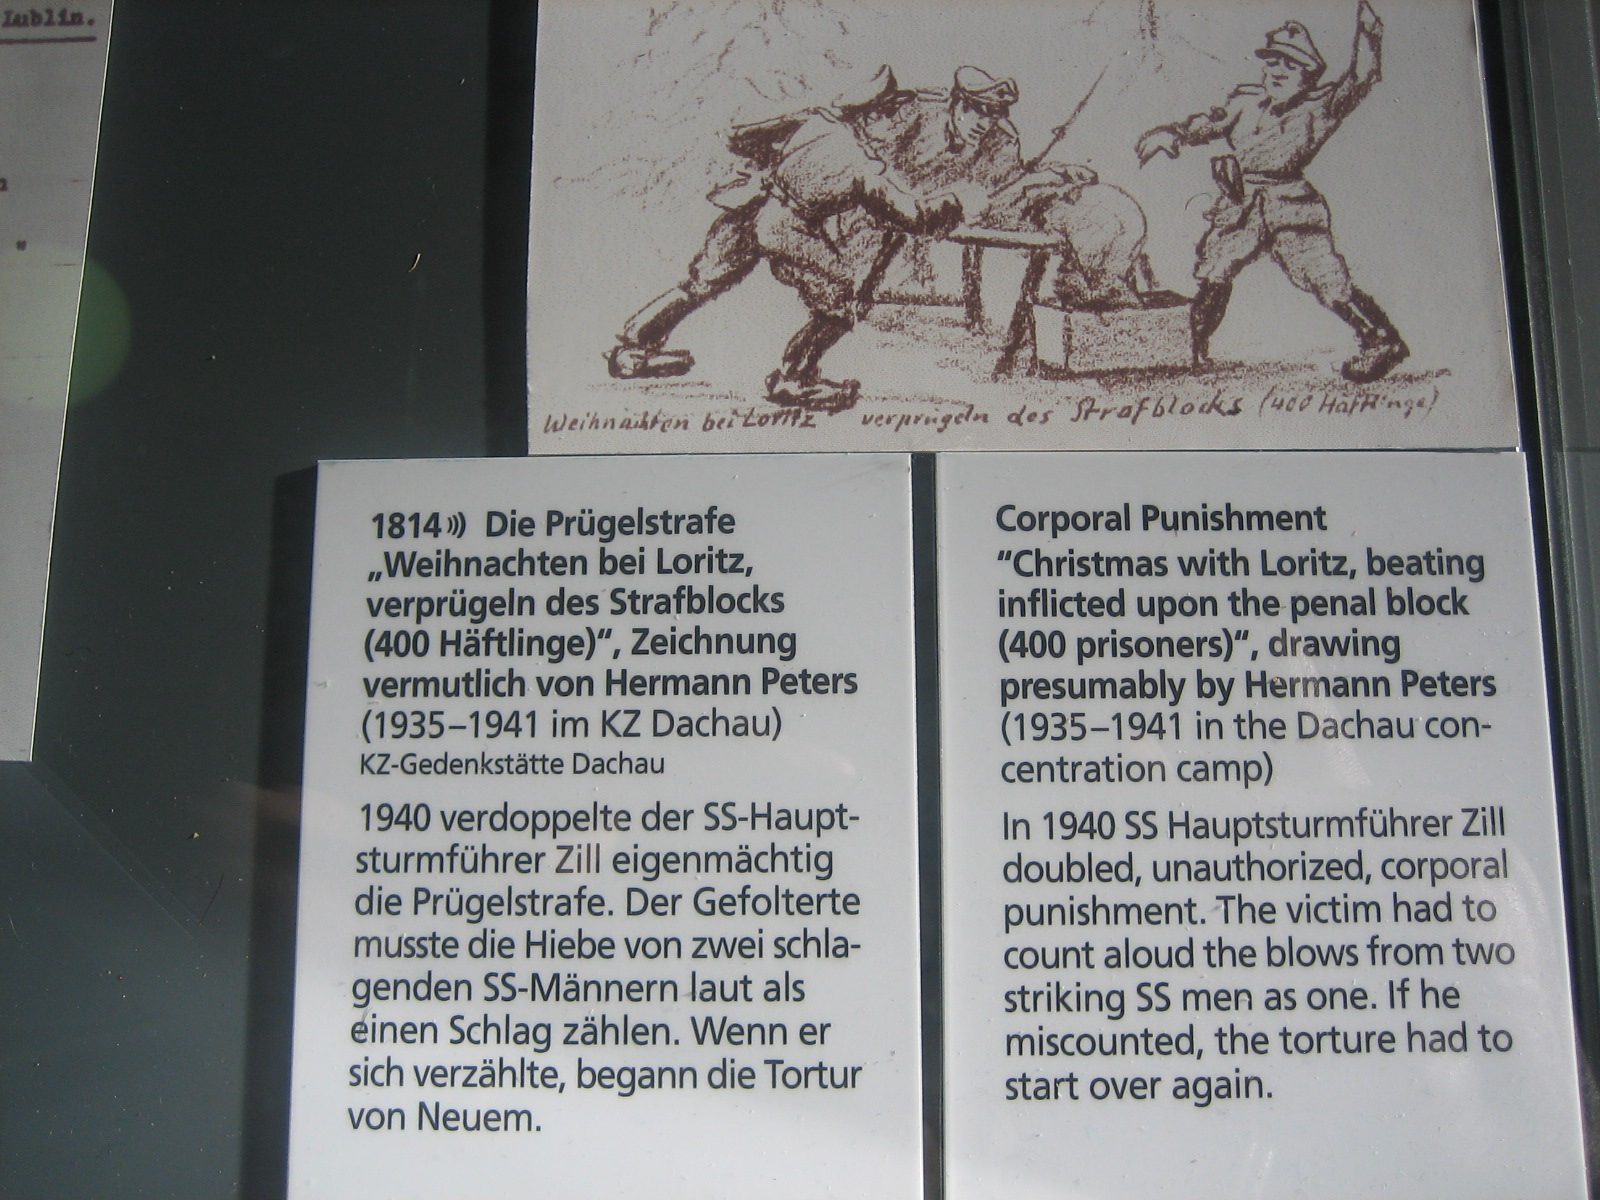 Lublin.
Weihnachten bei Loritz verprügeln des Strafblocks (400 Häftlinge)
1814 Die Prügelstrafe
„Weihnachten bei Loritz,
verprügeln des Strafblocks
(400 Häftlinge)“, Zeichnung
vermutlich von Hermann Peters
(1935–1941 im KZ Dachau)
KZ-Gedenkstätte Dachau
1940 verdoppelte der SS-Haupt-
sturmführer Zill eigenmächtig
die Prügelstrafe. Der Gefolterte
musste die Hiebe von zwei schla-
genden SS-Männern laut als
einen Schlag zählen. Wenn er
sich verzählte, begann die Tortur
von Neuem.
Corporal Punishment
“Christmas with Loritz, beating
inflicted upon the penal block
(400 prisoners)“, drawing
presumably by Hermann Peters
(1935–1941 in the Dachau con-
centration camp)
In 1940 SS Hauptsturmführer Zill
doubled, unauthorized, corporal
punishment. The victim had to
count aloud the blows from two
striking SS men as one. If he
miscounted, the torture had to
start over again.